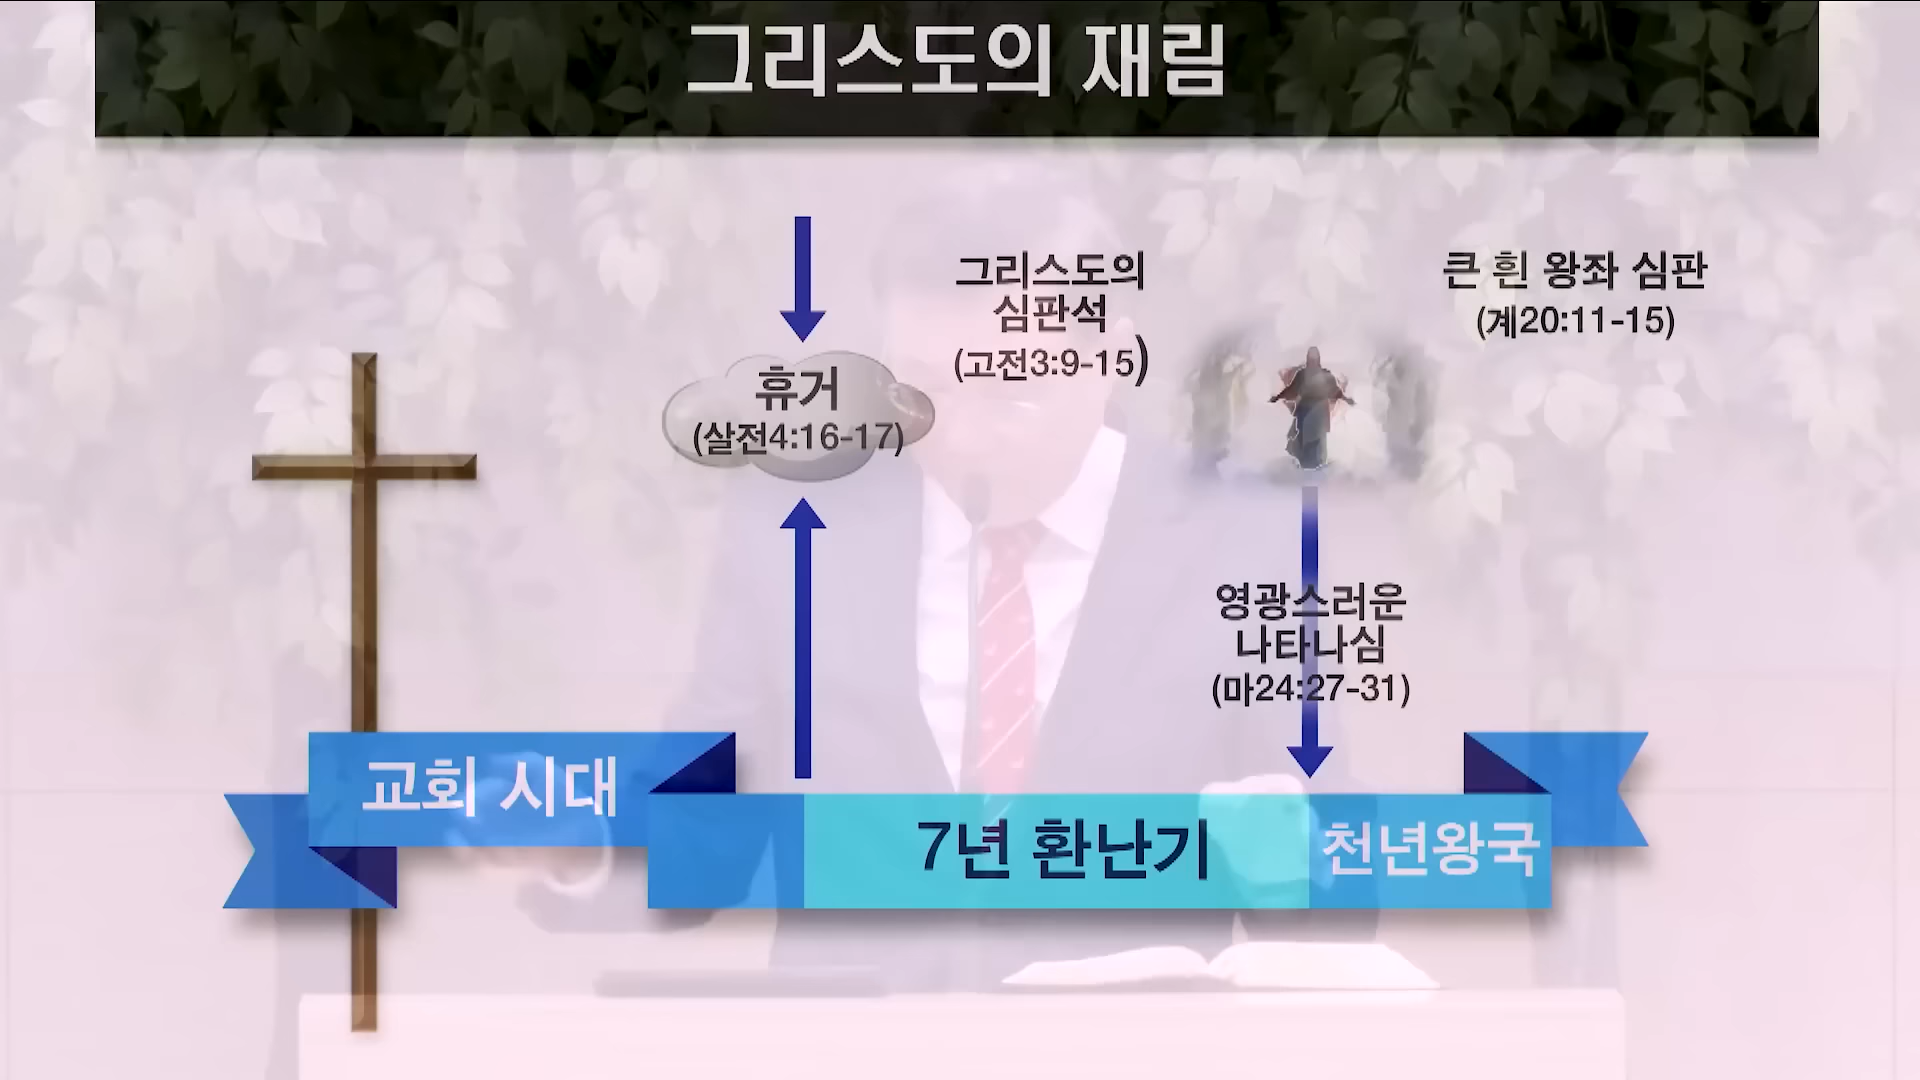 그리스도의 재림
휴거
(살전4:16-17)
그리스도의
심판석
(고전3:9-15)
큰 흰 왕좌 심판
(계20:11-15)
영광스러운
나타나심
(마24:27-31)
교회 시대
7년 환난기
천년왕국